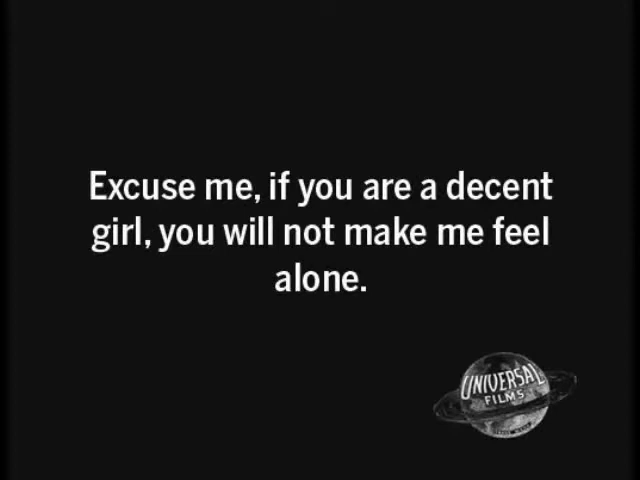 Excuse me, if you are a decent
girl, you will not make me feel
alone.
UNIVERSAL
FILMS